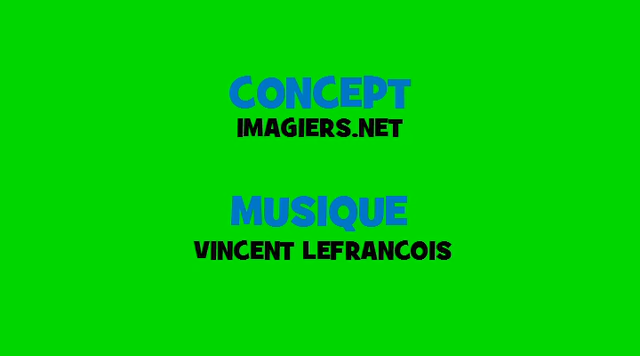 CONCEPT
IMAGIERS.NET
MUSIQUE
VINCENT LEFRANCOIS